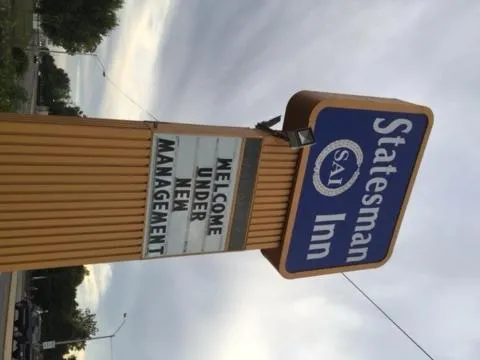 Statesman
SAI
Inn
WELCOME
UNDER
NEW
MANAGEMENT